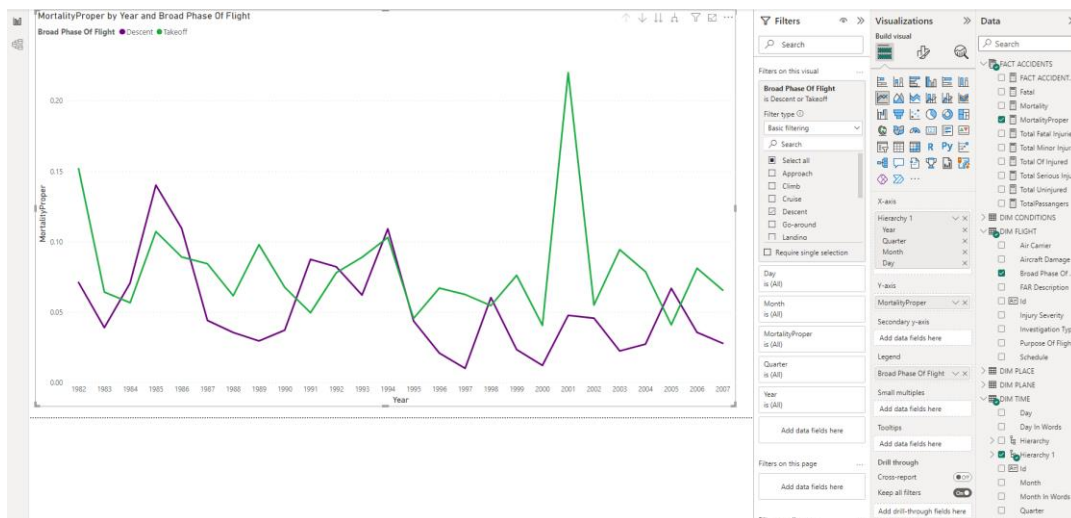 MortalityProper by Year and Broad Phase Of Flight
Broad Phase Of Flight Descent Takeoff
0.20
0.15
0.10
0.05
0.00
MortalityProper
1982 1983 1984 1985 1986 1987 1988 1989 1990 1991 1992 1993 1994 1995 1996 1997 1998 1999 2000 2001 2002 2003 2004 2005 2006 2007
Year
Filters
Search
Filters on this visual
Broad Phase Of Flight
is Descent or Takeoff
Filter type
Basic filtering
Search
Select all
Approach
Climb
Cruise
Descent
Go-around
Landing
Require single selection
Day
is (All)
Month
is (All)
MortalityProper
is (All)
Quarter
is (All)
Year
is (All)
Add data fields here
Filters on this page
Add data fields here
Visualizations
Build visual
R Py
X-axis
Hierarchy 1
Year
Quarter
Month
Day
Y-axis
MortalityProper
Secondary y-axis
Add data fields here
Legend
Broad Phase Of Flight
Small multiples
Add data fields here
Tooltips
Add data fields here
Drill through
Cross-report
Off
Keep all filters
On
Add drill-through fields here
Data
Search
FACT ACCIDENTS
FACT ACCIDENT...
Fatal
Mortality
MortalityProper
Total Fatal Injurie
Total Minor Injur
Total Of Injured
Total Serious Inju
Total Uninjured
TotalPassangers
DIM CONDITIONS
DIM FLIGHT
Air Carrier
Aircraft Damage
Broad Phase Of ..
FAR Description
Id
Injury Severity
Investigation Typ
Purpose Of Fligh
Schedule
DIM PLACE
DIM PLANE
DIM TIME
Day
Day In Words
Hierarchy
Hierarchy 1
Id
Month
Month In Words
Quarter